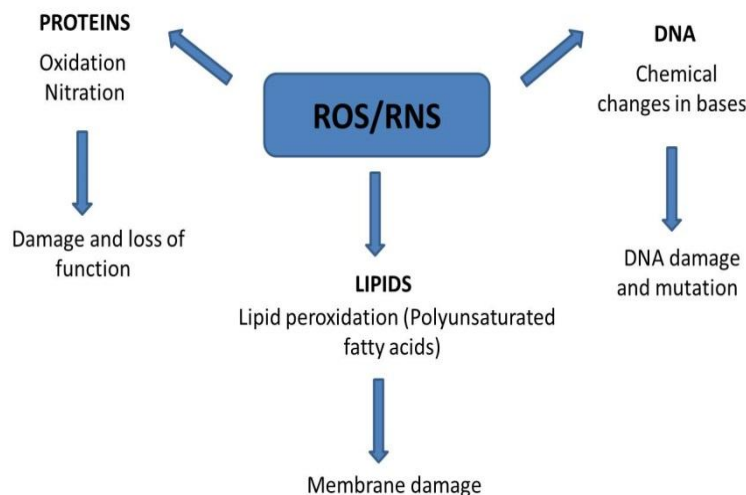 PROTEINS
Oxidation
Nitration
Damage and loss of
function
ROS/RNS
LIPIDS
Lipid peroxidation (Polyunsaturated
fatty acids)
Membrane damage
DNA
Chemical
changes in bases
DNA damage
and mutation